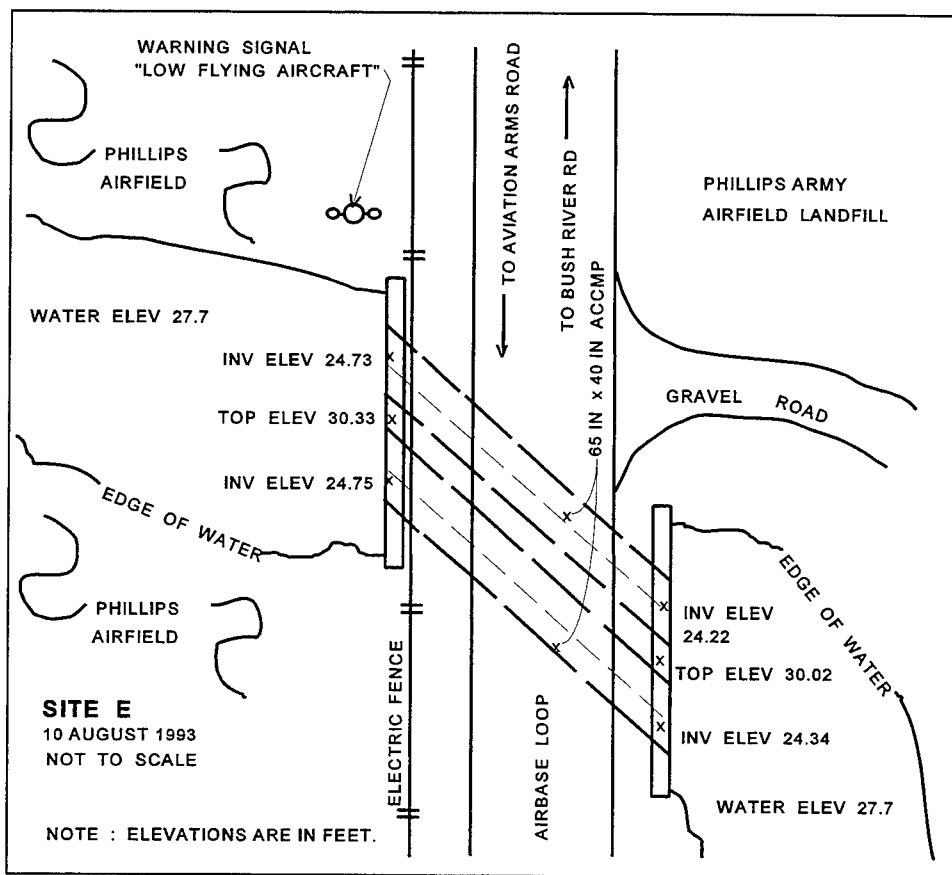 WARNING SIGNAL
"LOW FLYING AIRCRAFT"
PHILLIPS
AIRFIELD
TO AVIATION ARMS ROAD
TO BUSH RIVER RD
PHILLIPS ARMY
AIRFIELD LANDFILL
WATER ELEV 27.7
INV ELEV 24.73
TOP ELEV 30.33
INV ELEV 24.75
65 IN x 40 IN ACCMP
GRAVEL ROAD
EDGE OF WATER
EDGE OF WATER
PHILLIPS
AIRFIELD
INV ELEV
24.22
TOP ELEV 30.02
INV ELEV 24.34
WATER ELEV 27.7
ELECTRIC FENCE
AIRBASE LOOP
SITE E
10 AUGUST 1993
NOT TO SCALE
NOTE : ELEVATIONS ARE IN FEET.